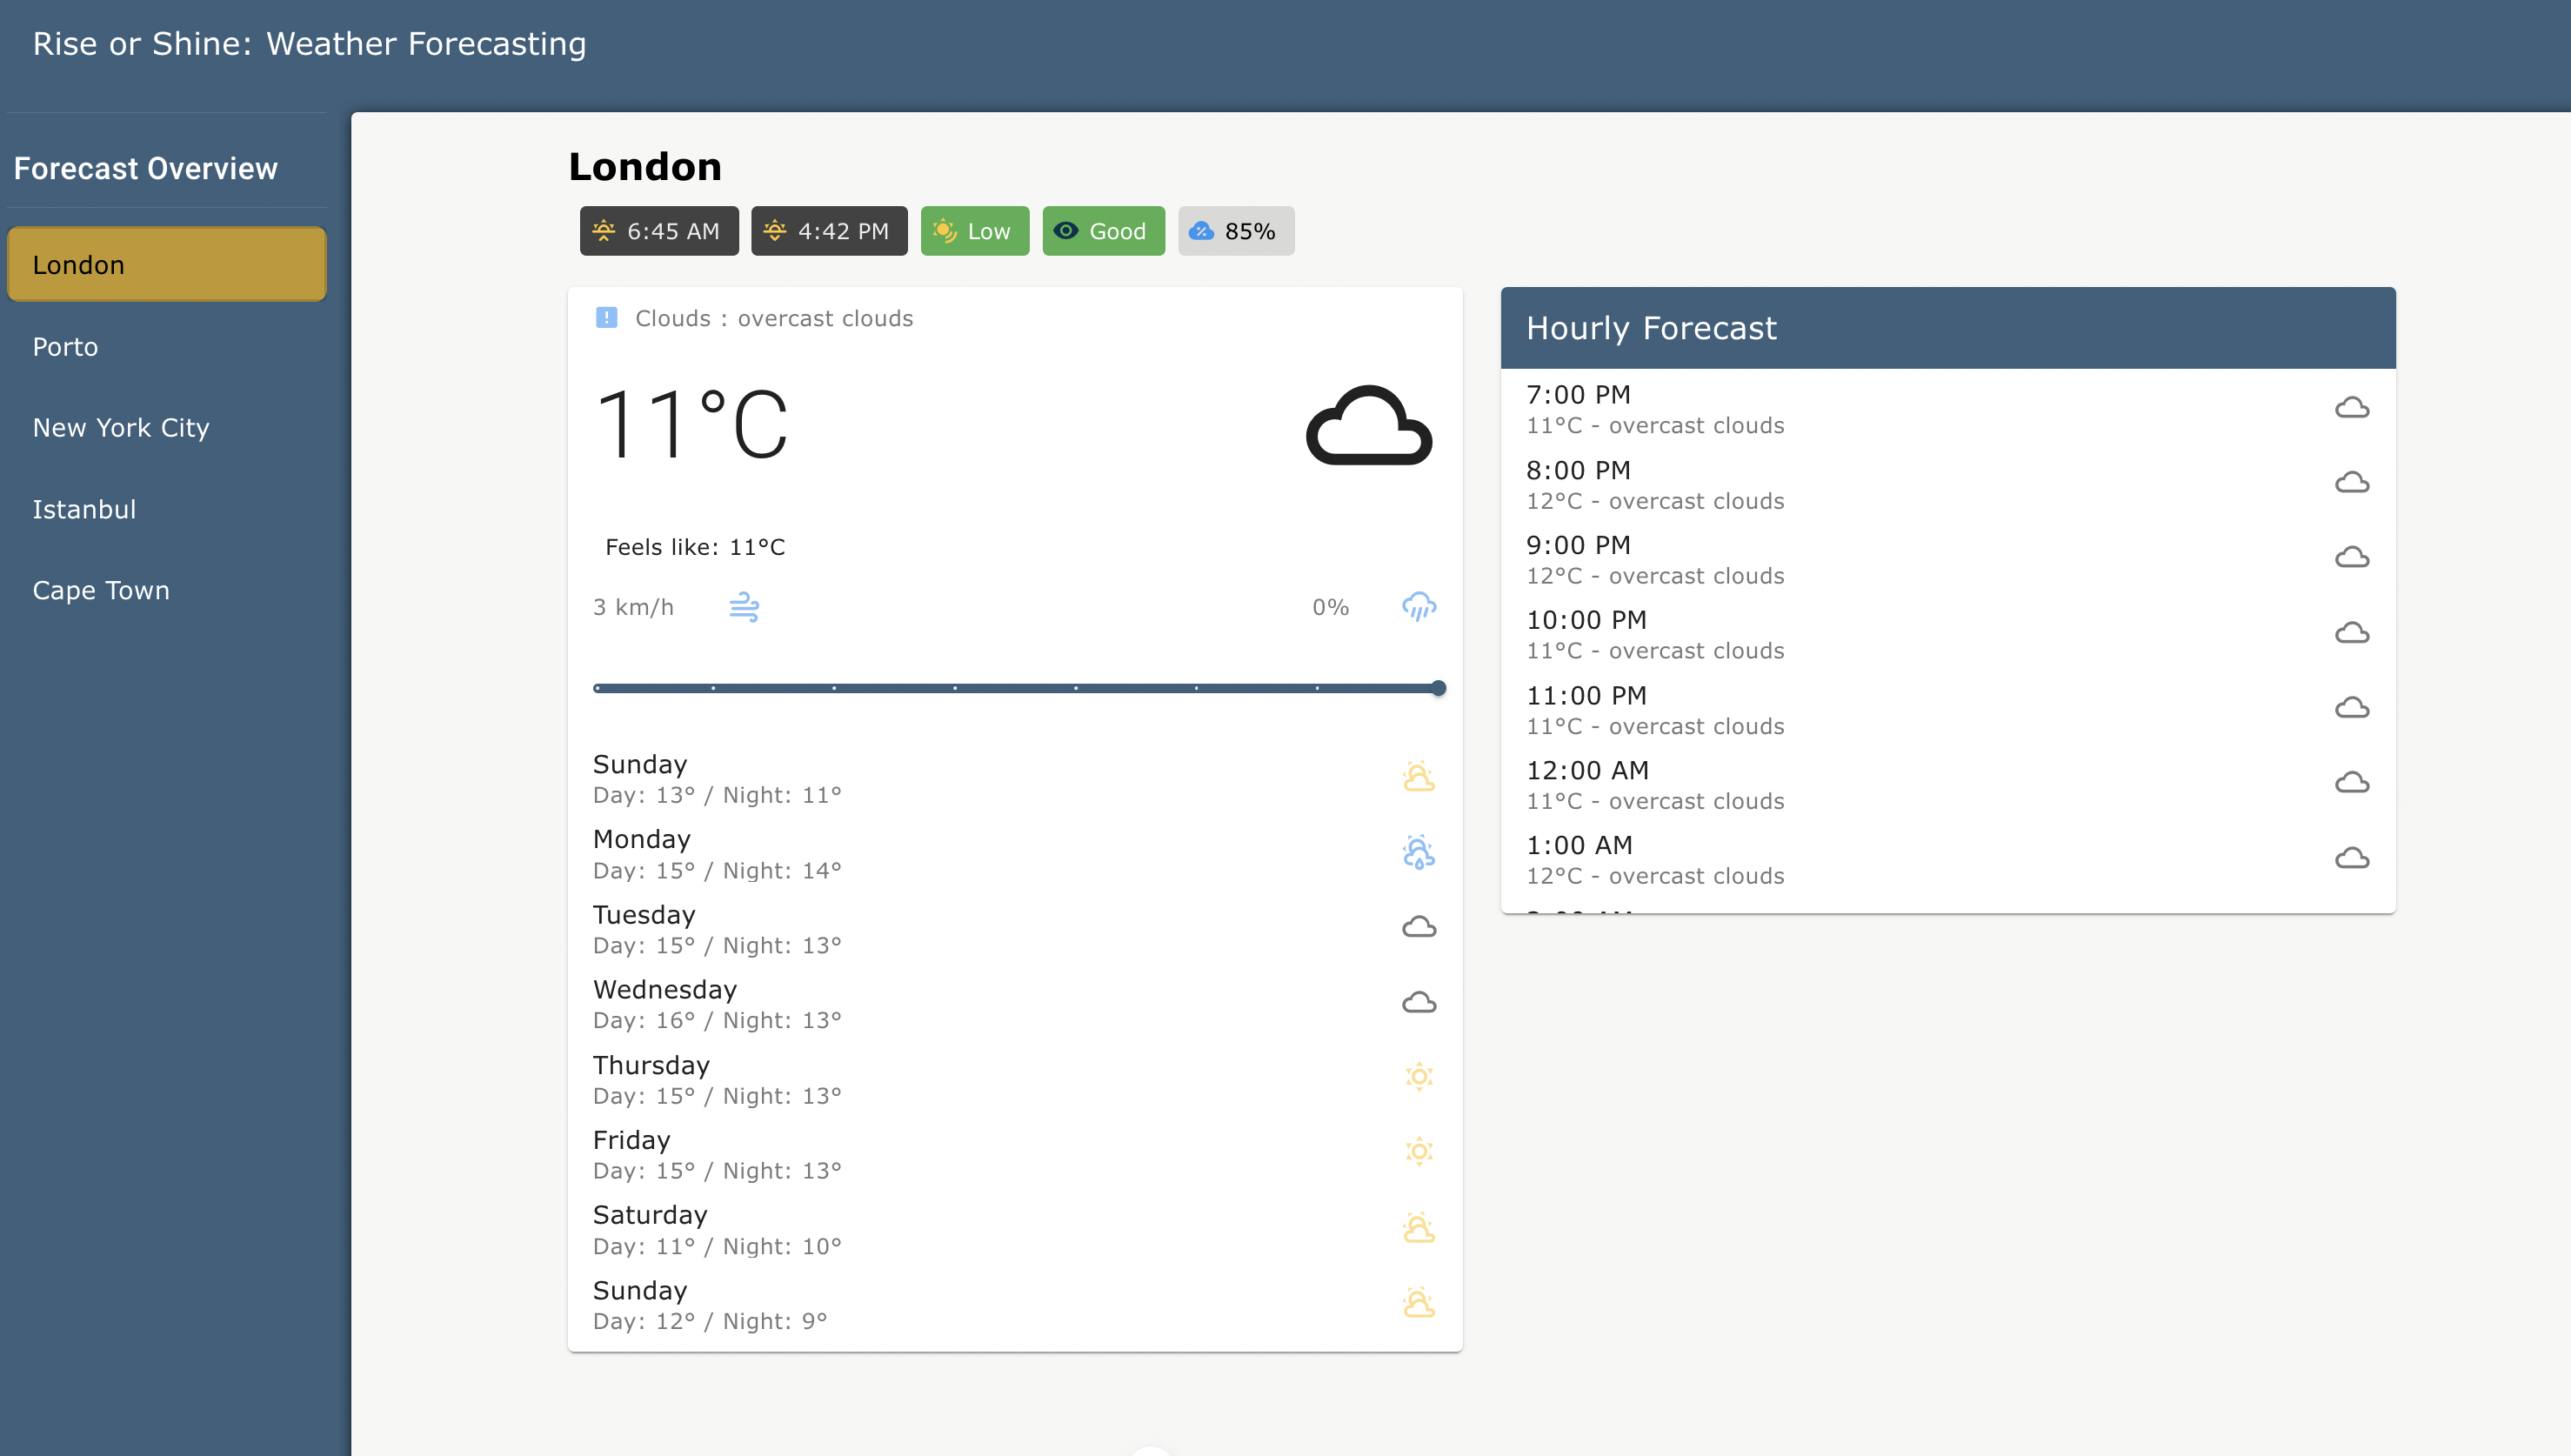 Rise or Shine: Weather Forecasting
Forecast Overview
London
Porto
New York City
Istanbul
Cape Town
London
6:45 AM
4:42 PM
Low
Good
85%
Clouds : overcast clouds
11°C
Feels like: 11°C
3 km/h
0%
Sunday
Day: 13° / Night: 11°
Monday
Day: 15° / Night: 14°
Tuesday
Day: 15° / Night: 13°
Wednesday
Day: 16° / Night: 13°
Thursday
Day: 15° / Night: 13°
Friday
Day: 15° / Night: 13°
Saturday
Day: 11° / Night: 10°
Sunday
Day: 12° / Night: 9°
Hourly Forecast
7:00 PM
11°C - overcast clouds
8:00 PM
12°C - overcast clouds
9:00 PM
12°C - overcast clouds
10:00 PM
11°C - overcast clouds
11:00 PM
11°C - overcast clouds
12:00 AM
11°C - overcast clouds
1:00 AM
12°C - overcast clouds